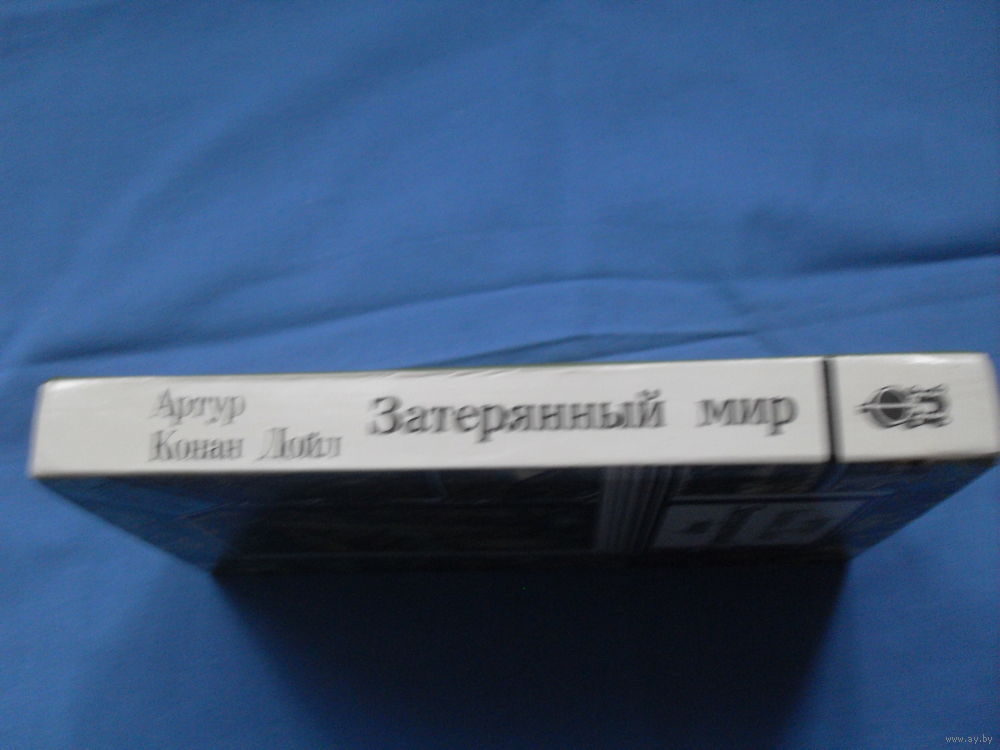 Артур
Конан Дойл
Затерянный мир
www.ay.by